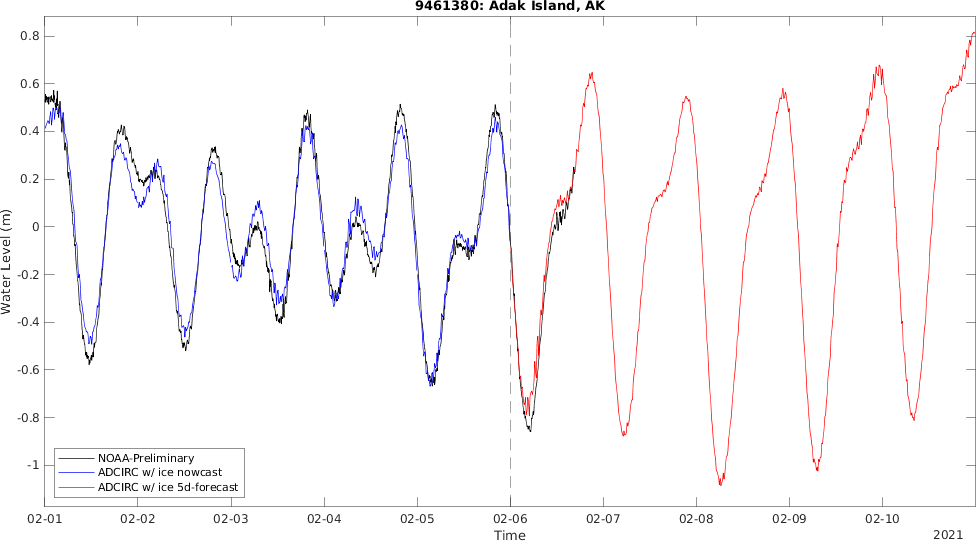 9461380: Adak Island, AK
Water Level (m)
0.8
0.6
0.4
0.2
0
-0.2
-0.4
-0.6
-0.8
-1
NOAA-Preliminary
ADCIRC w/ ice nowcast
ADCIRC w/ ice 5d-forecast
02-01 02-02 02-03 02-04 02-05 02-06 02-07 02-08 02-09 02-10
Time
2021